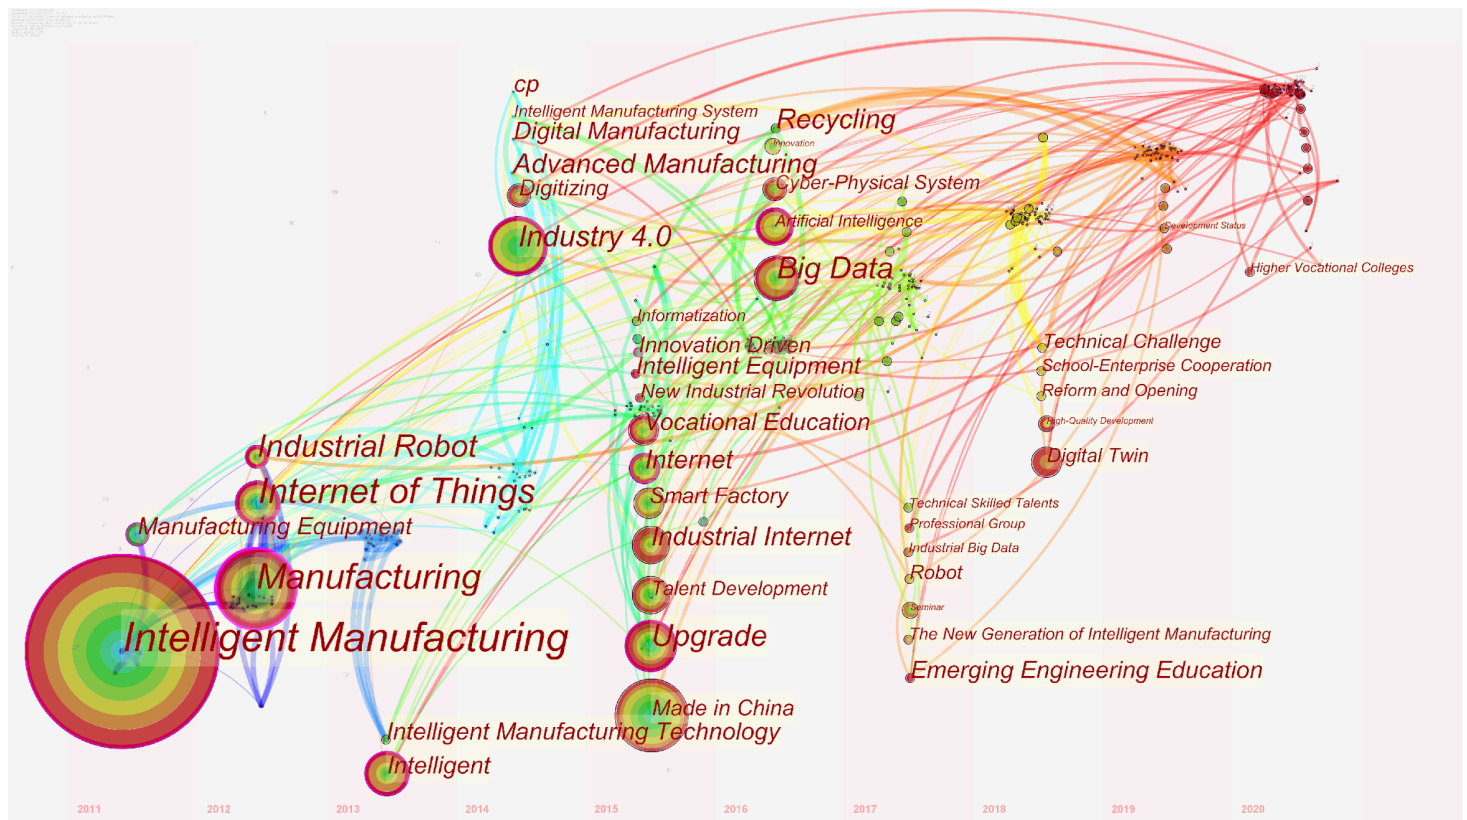 cp
Intelligent Manufacturing System
Digital Manufacturing
Advanced Manufacturing
Digitizing
Industry 4.0
Recycling
Innovation
Cyber-Physical System
Artificial Intelligence
Big Data
Informatization
Innovation Driven
Intelligent Equipment
New Industrial Revolution
Vocational Education
Internet
Smart Factory
Industrial Internet
Talent Development
Upgrade
Made in China
Industrial Robot
Internet of Things
Manufacturing Equipment
Manufacturing
Intelligent Manufacturing
Intelligent Manufacturing Technology
Intelligent
Development Status
Higher Vocational Colleges
Technical Challenge
School-Enterprise Cooperation
Reform and Opening
High-Quality Development
Digital Twin
Technical Skilled Talents
Professional Group
Industrial Big Data
Robot
Seminar
The New Generation of Intelligent Manufacturing
Emerging Engineering Education
2011
2012
2013
2014
2015
2016
2017
2018
2019
2020